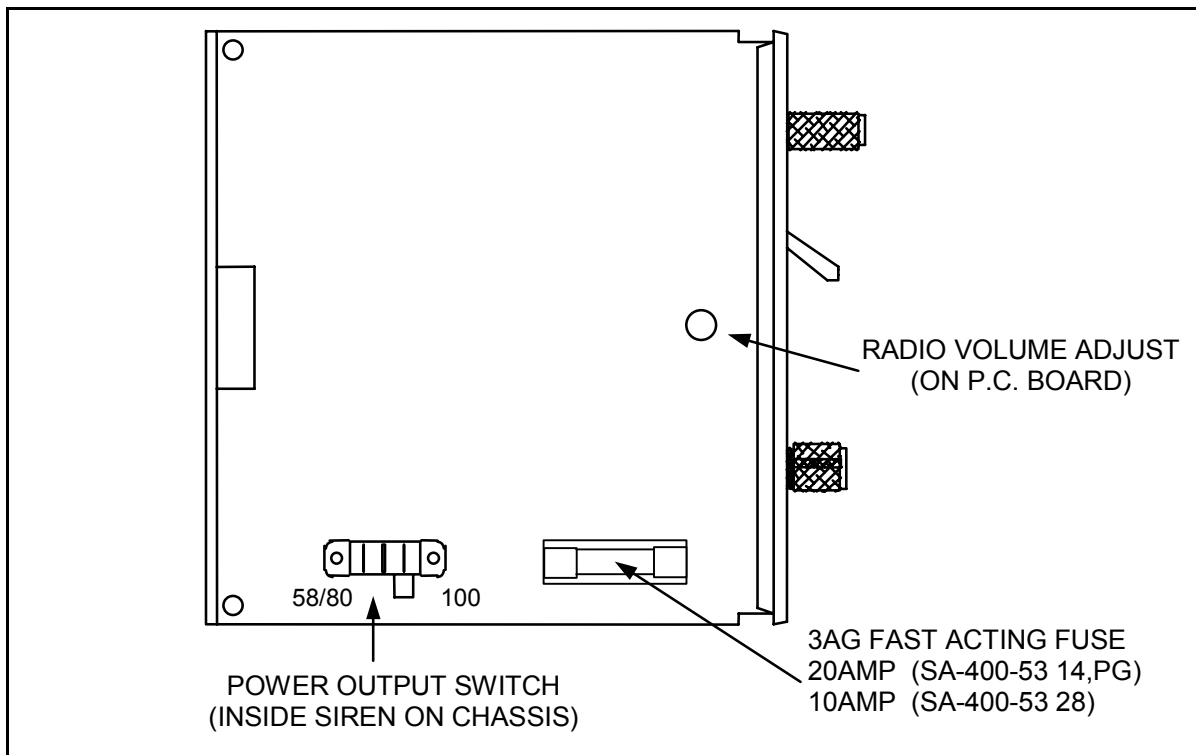 RADIO VOLUME ADJUST
(ON P.C. BOARD)
58/80 100
POWER OUTPUT SWITCH
(INSIDE SIREN ON CHASSIS)
3AG FAST ACTING FUSE
20AMP (SA-400-53 14,PG)
10AMP (SA-400-53 28)